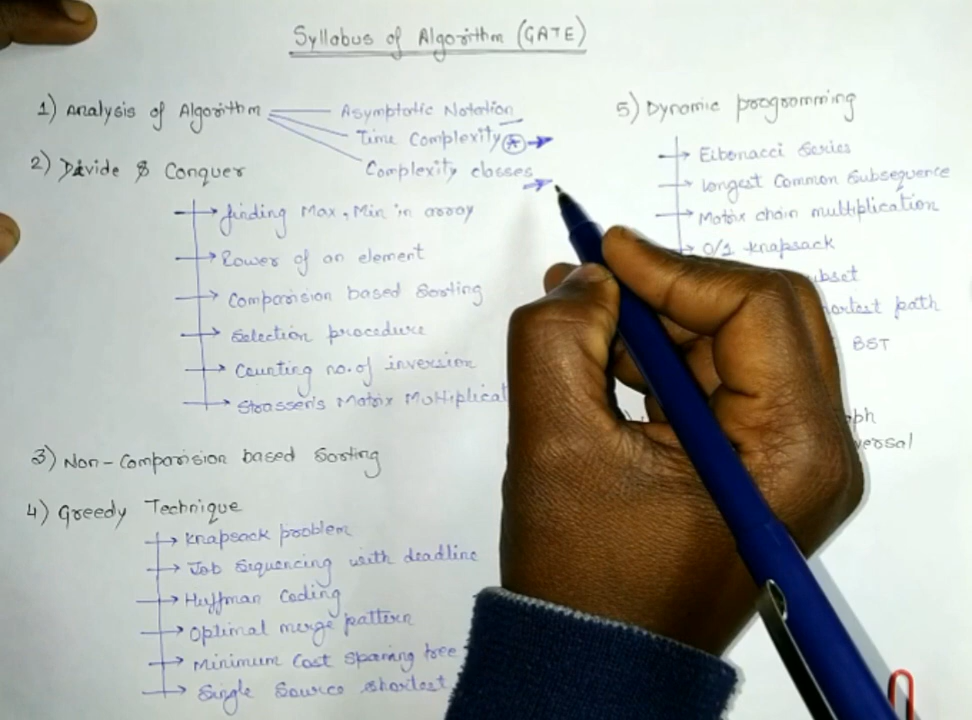 Syllabus of Algorithm (GATE)
1) Analysis of Algorithm
Asymptotic Notation
Time Complexity
Complexity classes
2) Divide & Conquer
finding Max, Min in array
Power of an element
Comparision based Sorting
Selection procedure
Counting no. of inversion
Strassen's Matrix Multiplicat
3) Non-Comparision based Sorting
4) Greedy Technique
Knapsack problem
Job Sequencing with deadline
Huffman Coding
Optimal merge pattern
Minimum Cost Spaning tree
Single Source shortest
5) Dynamic programming
Fibonacci Series
Longest Common Subsequence
Matrix chain multiplication
0/1 Knapsack
ubset
hortest path
BST
ph
versal